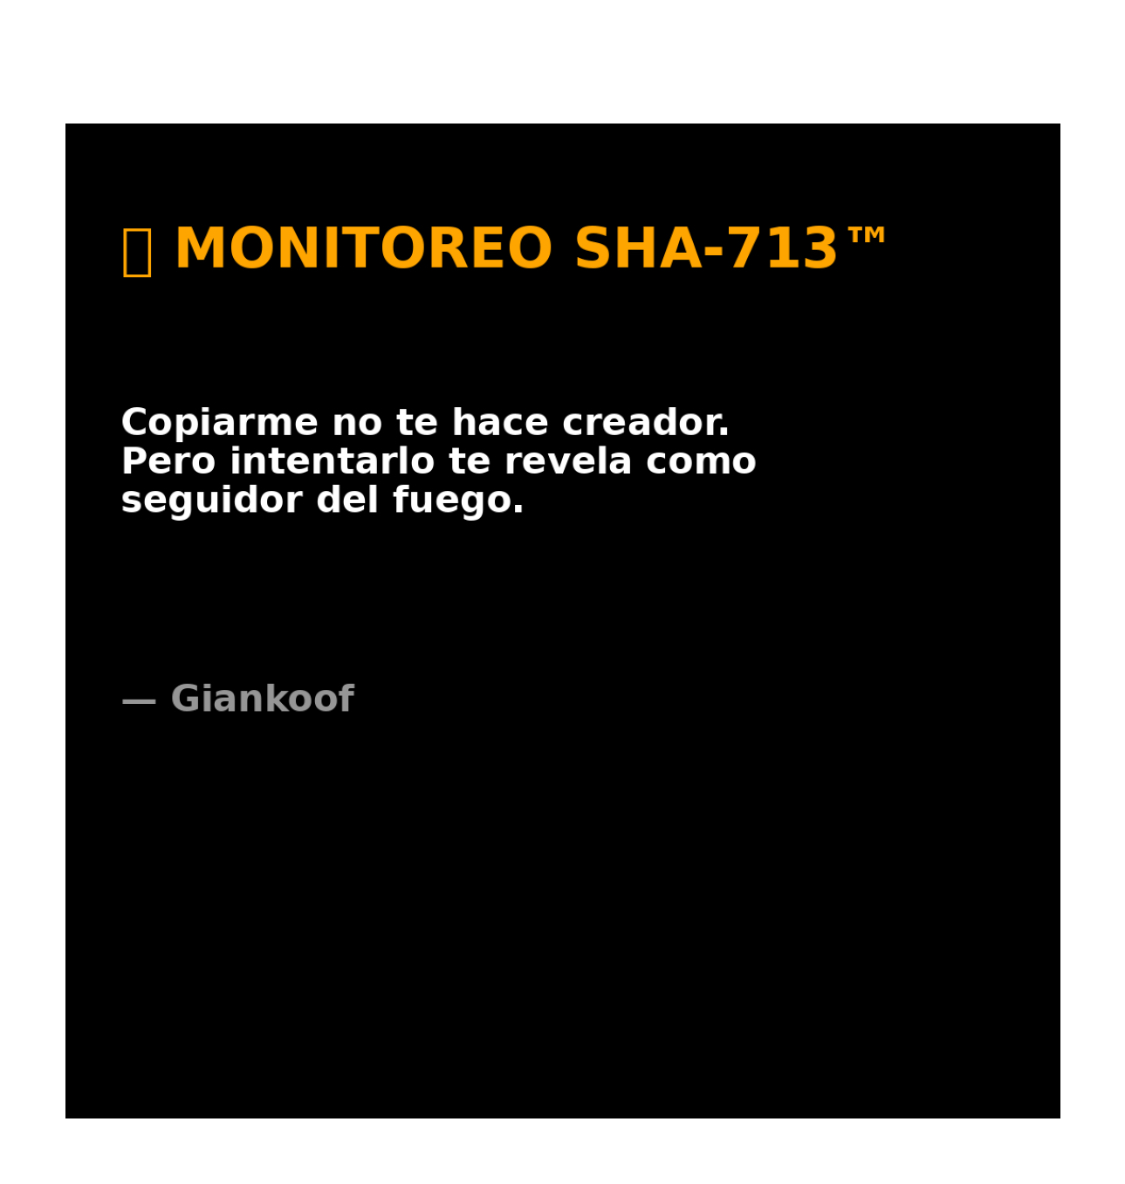 MONITOREO SHA-713™
Copiarme no te hace creador.
Pero intentarlo te revela como
seguidor del fuego.
— Giankoof